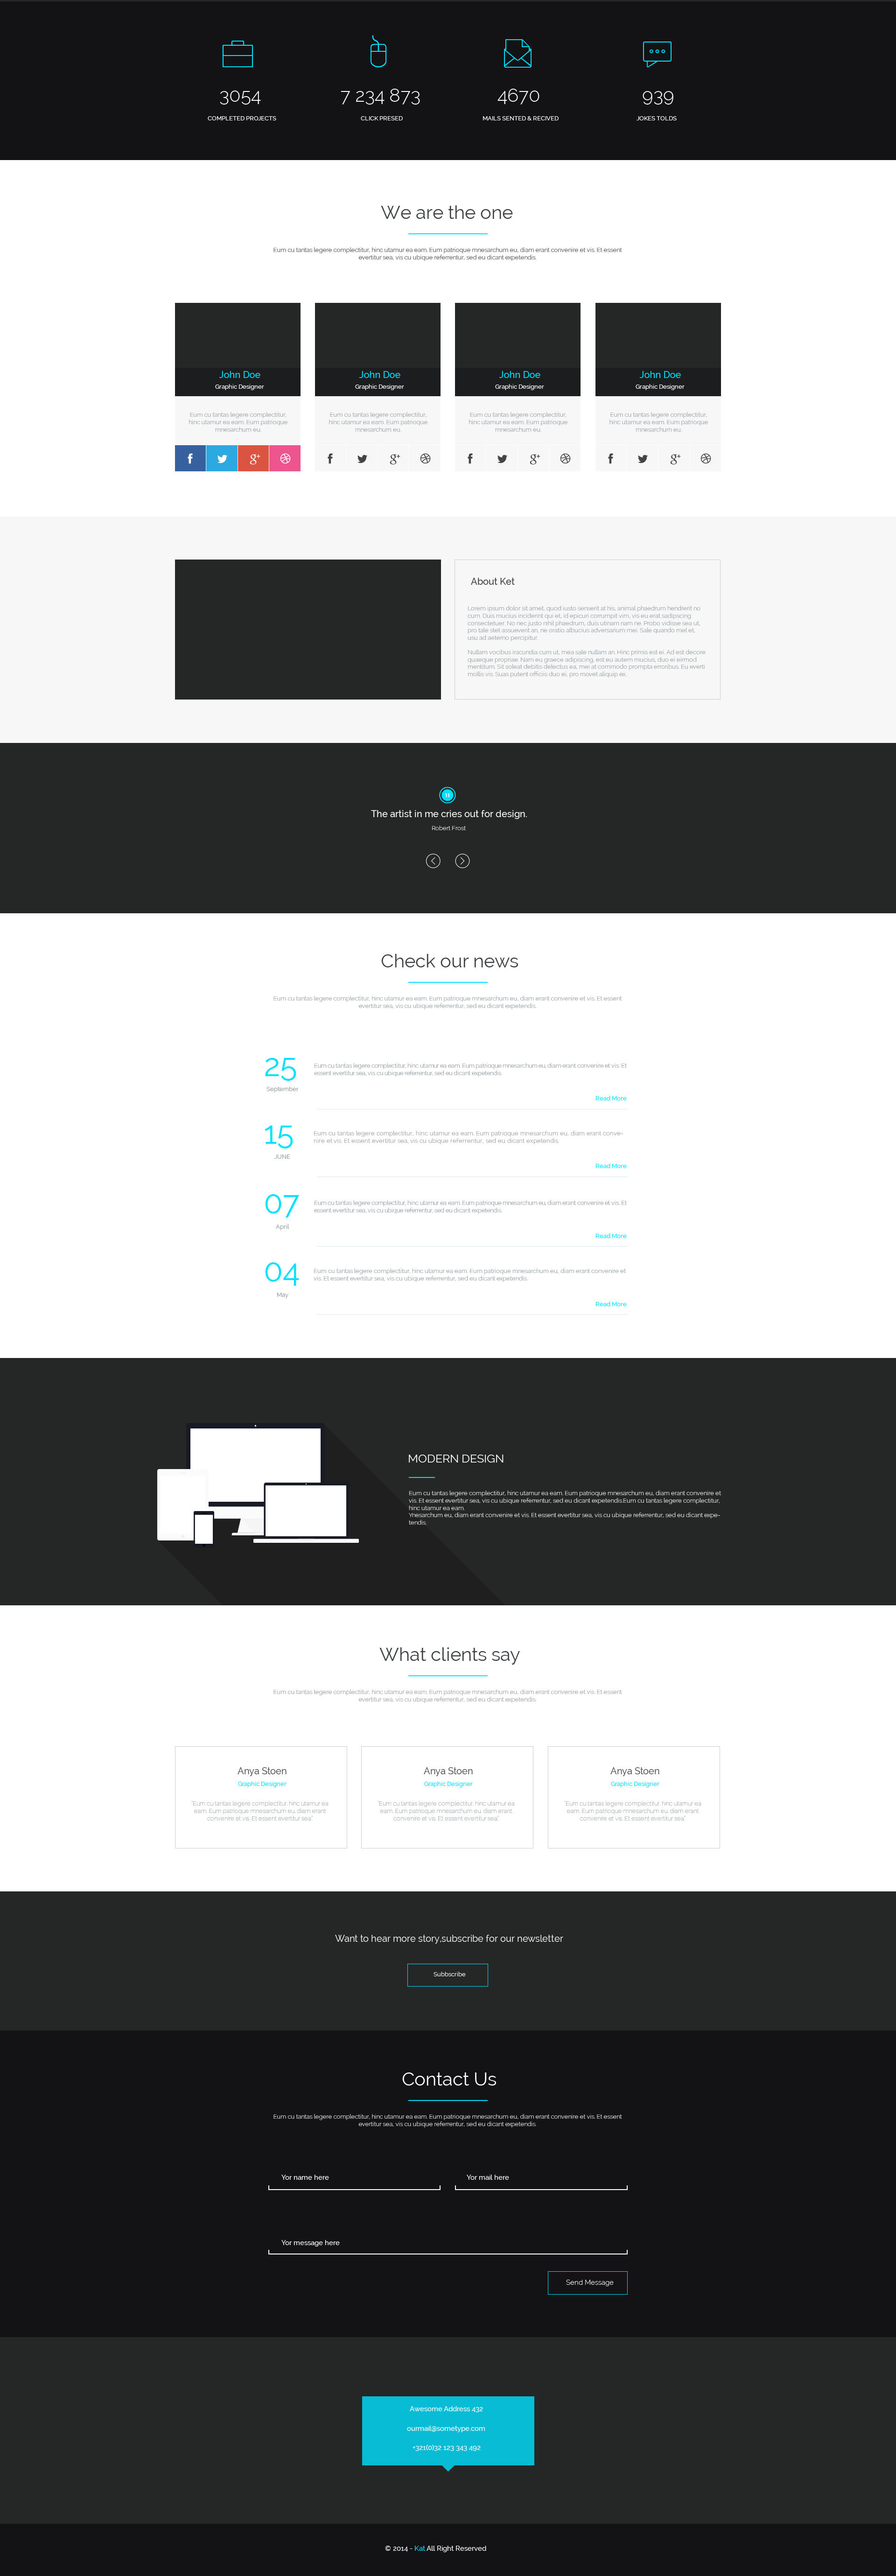 3054
COMPLETED PROJECTS
7 234 873
CLICK PRESED
4670
MAILS SENTED & RECIVED
939
JOKES TOLDS
We are the one
Eum cu tantas legere complectitur, hinc utamur ea eam. Eum patrioque mnesarchum eu, diam erant convenire et vis. Et essent
evertitur sea, vis cu ubique referrentur, sed eu dicant expetendis.
John Doe
Graphic Designer
Eum cu tantas legere complectitur,
hinc utamur ea eam. Eum patrioque
mnesarchum eu,
John Doe
Graphic Designer
Eum cu tantas legere complectitur,
hinc utamur ea eam. Eum patrioque
mnesarchum eu,
John Doe
Graphic Designer
Eum cu tantas legere complectitur,
hinc utamur ea eam. Eum patrioque
mnesarchum eu,
John Doe
Graphic Designer
Eum cu tantas legere complectitur,
hinc utamur ea eam. Eum patrioque
mnesarchum eu,
About Ket
Lorem ipsum dolor sit amet, quod iusto senserit at his, animal phaedrum hendrerit no
cum. Duis mucius inciderint qui et, id epicuri corrumpit vim, vis eu erat sadipscing
consectetuer. No nec justo nihil phaedrum, duis utinam nam ne. Probo vidisse sea ut,
pro tale stet assueverit an, ne oratio albucius adversarium mei. Sale quando mel et,
usu ad aeterno percipitur.
Nullam vocibus iracundia cum ut, mea sale nullam an. Hinc primis est ei. Ad est decore
quaeque propriae. Nam eu graece adipiscing, est eu autem mucius, duo ei eirmod
mentitum. Sit soleat debitis delectus ea, mei at commodo prompta erroribus. Eu everti
mollis vis. Suas puterit officiis duo ei, pro movet aliquip ex.
The artist in me cries out for design.
Robert Frost
Check our news
Eum cu tantas legere complectitur, hinc utamur ea eam. Eum patrioque mnesarchum eu, diam erant convenire et vis. Et essent
evertitur sea, vis cu ubique referrentur, sed eu dicant expetendis.
25
September
Eum cu tantas legere complectitur, hinc utamur ea eam. Eum patrioque mnesarchum eu, diam erant convenire et vis. Et
essent evertitur sea, vis cu ubique referrentur, sed eu dicant expetendis.
Read More
15
JUNE
Eum cu tantas legere complectitur, hinc utamur ea eam. Eum patrioque mnesarchum eu, diam erant conve-
nire et vis. Et essent evertitur sea, vis cu ubique referrentur, sed eu dicant expetendis.
Read More
07
April
Eum cu tantas legere complectitur, hinc utamur ea eam. Eum patrioque mnesarchum eu, diam erant convenire et vis. Et
essent evertitur sea, vis cu ubique referrentur, sed eu dicant expetendis.
Read More
04
May
Eum cu tantas legere complectitur, hinc utamur ea eam. Eum patrioque mnesarchum eu, diam erant convenire et
vis. Et essent evertitur sea, vis cu ubique referrentur, sed eu dicant expetendis.
Read More
MODERN DESIGN
Eum cu tantas legere complectitur, hinc utamur ea eam. Eum patrioque mnesarchum eu, diam erant convenire et
vis. Et essent evertitur sea, vis cu ubique referrentur, sed eu dicant expetendis.Eum cu tantas legere complectitur,
hinc utamur ea eam.
Yhesarchum eu, diam erant convenire et vis. Et essent evertitur sea, vis cu ubique referrentur, sed eu dicant expe-
tendis.
What clients say
Eum cu tantas legere complectitur, hinc utamur ea eam. Eum patrioque mnesarchum eu, diam erant convenire et vis. Et essent
evertitur sea, vis cu ubique referrentur, sed eu dicant expetendis.
Anya Stoen
Graphic Designer
"Eum cu tantas legere complectitur, hinc utamur ea
eam. Eum patrioque mnesarchum eu, diam erant
convenire et vis. Et essent evertitur sea"
Anya Stoen
Graphic Designer
"Eum cu tantas legere complectitur, hinc utamur ea
eam. Eum patrioque mnesarchum eu, diam erant
convenire et vis. Et essent evertitur sea"
Anya Stoen
Graphic Designer
"Eum cu tantas legere complectitur, hinc utamur ea
eam. Eum patrioque mnesarchum eu, diam erant
convenire et vis. Et essent evertitur sea"
Want to hear more story,subscribe for our newsletter
Subbscribe
Contact Us
Eum cu tantas legere complectitur, hinc utamur ea eam. Eum patrioque mnesarchum eu, diam erant convenire et vis. Et essent
evertitur sea, vis cu ubique referrentur, sed eu dicant expetendis.
Yor name here
Yor mail here
Yor message here
Send Message
Awesome Address 432
ourmail@sometype.com
+321(0)32 123 343 492
© 2014 - Kat All Right Reserved